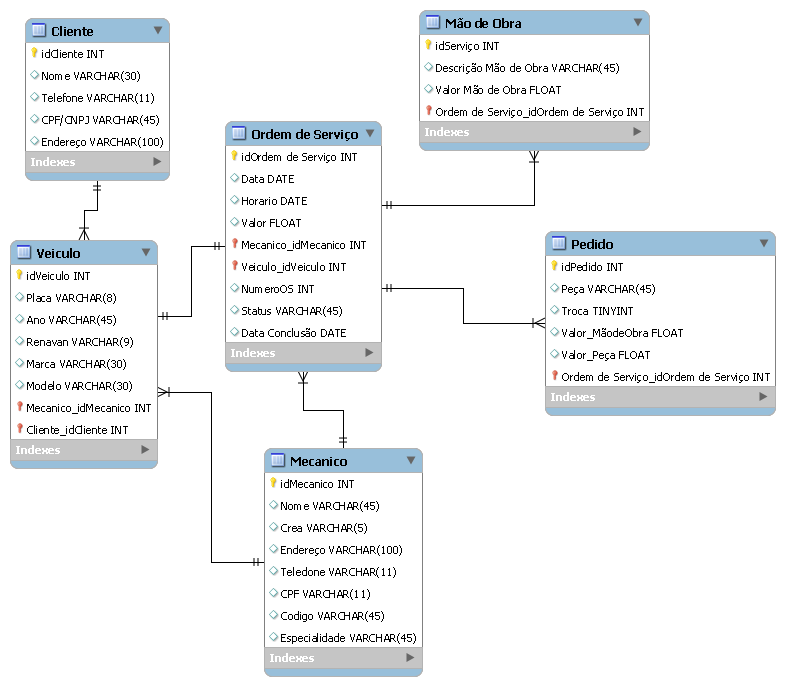 Cliente
idCliente INT
Nome VARCHAR(30)
Telefone VARCHAR(11)
CPF/CNPJ VARCHAR(45)
Endereço VARCHAR(100)
Indexes
Mão de Obra
idServiço INT
Descrição Mão de Obra VARCHAR(45)
Valor Mão de Obra FLOAT
Ordem de Serviço_idOrdem de Serviço INT
Indexes
Ordem de Serviço
idOrdem de Serviço INT
Data DATE
Horario DATE
Valor FLOAT
Mecanico_idMecanico INT
Veiculo_idVeiculo INT
NumeroOS INT
Status VARCHAR(45)
Data Conclusão DATE
Indexes
Veiculo
idVeiculo INT
Placa VARCHAR(8)
Ano VARCHAR(45)
Renavan VARCHAR(9)
Marca VARCHAR(30)
Modelo VARCHAR(30)
Mecanico_idMecanico INT
Cliente_idCliente INT
Indexes
Pedido
idPedido INT
Peça VARCHAR(45)
Troca TINYINT
Valor_MãodeObra FLOAT
Valor_Peça FLOAT
Ordem de Serviço_idOrdem de Serviço INT
Indexes
Mecanico
idMecanico INT
Nome VARCHAR(45)
Crea VARCHAR(5)
Endereço VARCHAR(100)
Teledone VARCHAR(11)
CPF VARCHAR(11)
Codigo VARCHAR(45)
Especialidade VARCHAR(45)
Indexes